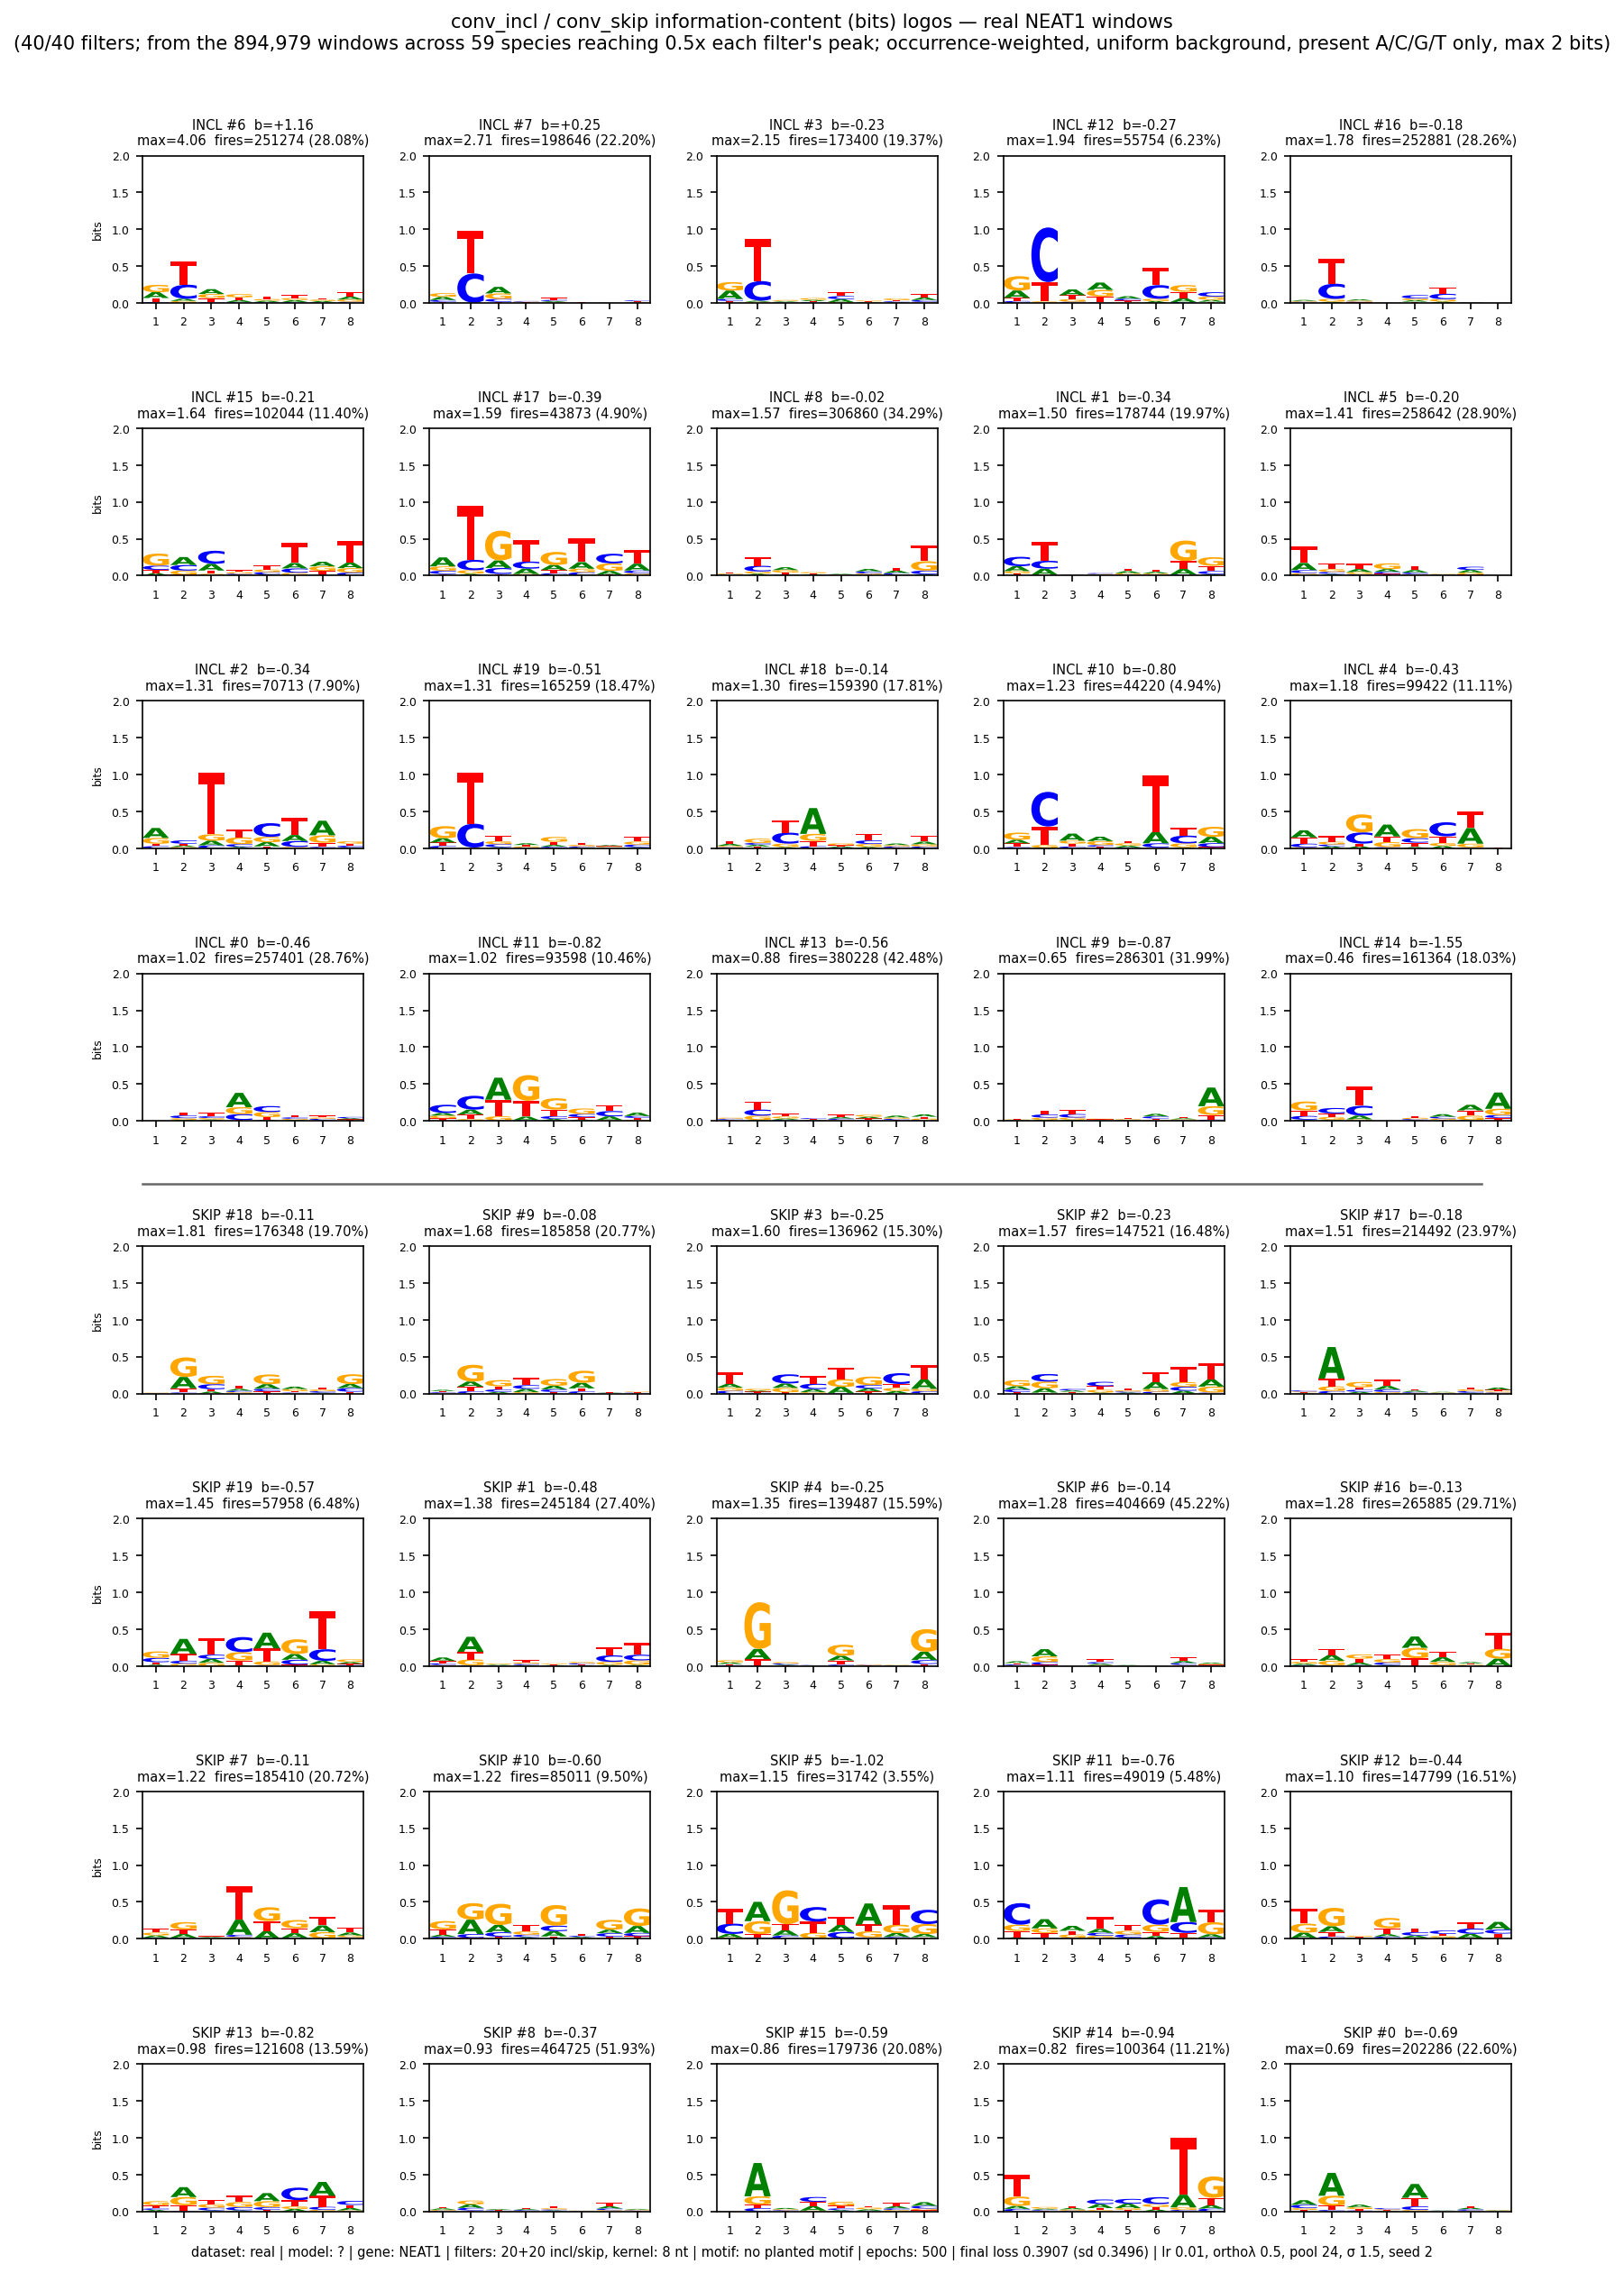 conv_incl / conv_skip information-content (bits) logos — real NEAT1 windows
(40/40 filters; from the 894,979 windows across 59 species reaching 0.5x each filter's peak; occurrence-weighted, uniform background, present A/C/G/T only, max 2 bits)
INCL #6 b=+1.16
max=4.06 fires=251274 (28.08%)
INCL #7 b=+0.25
max=2.71 fires=198646 (22.20%)
INCL #3 b=-0.23
max=2.15 fires=173400 (19.37%)
INCL #12 b=-0.27
max=1.94 fires=55754 (6.23%)
INCL #16 b=-0.18
max=1.78 fires=252881 (28.26%)
INCL #15 b=-0.21
max=1.64 fires=102044 (11.40%)
INCL #17 b=-0.39
max=1.59 fires=43873 (4.90%)
INCL #8 b=-0.02
max=1.57 fires=306860 (34.29%)
INCL #1 b=-0.34
max=1.50 fires=178744 (19.97%)
INCL #5 b=-0.20
max=1.41 fires=258642 (28.90%)
INCL #2 b=-0.34
max=1.31 fires=70713 (7.90%)
INCL #19 b=-0.51
max=1.31 fires=165259 (18.47%)
INCL #18 b=-0.14
max=1.30 fires=159390 (17.81%)
INCL #10 b=-0.80
max=1.23 fires=44220 (4.94%)
INCL #4 b=-0.43
max=1.18 fires=99422 (11.11%)
INCL #0 b=-0.46
max=1.02 fires=257401 (28.76%)
INCL #11 b=-0.82
max=1.02 fires=93598 (10.46%)
INCL #13 b=-0.56
max=0.88 fires=380228 (42.48%)
INCL #9 b=-0.87
max=0.65 fires=286301 (31.99%)
INCL #14 b=-1.55
max=0.46 fires=161364 (18.03%)
SKIP #18 b=-0.11
max=1.81 fires=176348 (19.70%)
SKIP #9 b=-0.08
max=1.68 fires=185858 (20.77%)
SKIP #3 b=-0.25
max=1.60 fires=136962 (15.30%)
SKIP #2 b=-0.23
max=1.57 fires=147521 (16.48%)
SKIP #17 b=-0.18
max=1.51 fires=214492 (23.97%)
SKIP #19 b=-0.57
max=1.45 fires=57958 (6.48%)
SKIP #1 b=-0.48
max=1.38 fires=245184 (27.40%)
SKIP #4 b=-0.25
max=1.35 fires=139487 (15.59%)
SKIP #6 b=-0.14
max=1.28 fires=404669 (45.22%)
SKIP #16 b=-0.13
max=1.28 fires=265885 (29.71%)
SKIP #7 b=-0.11
max=1.22 fires=185410 (20.72%)
SKIP #10 b=-0.60
max=1.22 fires=85011 (9.50%)
SKIP #5 b=-1.02
max=1.15 fires=31742 (3.55%)
SKIP #11 b=-0.76
max=1.11 fires=49019 (5.48%)
SKIP #12 b=-0.44
max=1.10 fires=147799 (16.51%)
SKIP #13 b=-0.82
max=0.98 fires=121608 (13.59%)
SKIP #8 b=-0.37
max=0.93 fires=464725 (51.93%)
SKIP #15 b=-0.59
max=0.86 fires=179736 (20.08%)
SKIP #14 b=-0.94
max=0.82 fires=100364 (11.21%)
SKIP #0 b=-0.69
max=0.69 fires=202286 (22.60%)
bits
2.0
1.5
1.0
0.5
0.0
1 2 3 4 5 6 7 8
dataset: real | model: ? | gene: NEAT1 | filters: 20+20 incl/skip, kernel: 8 nt | motif: no planted motif | epochs: 500 | final loss 0.3907 (sd 0.3496) | lr 0.01, orthoλ 0.5, pool 24, σ 1.5, seed 2